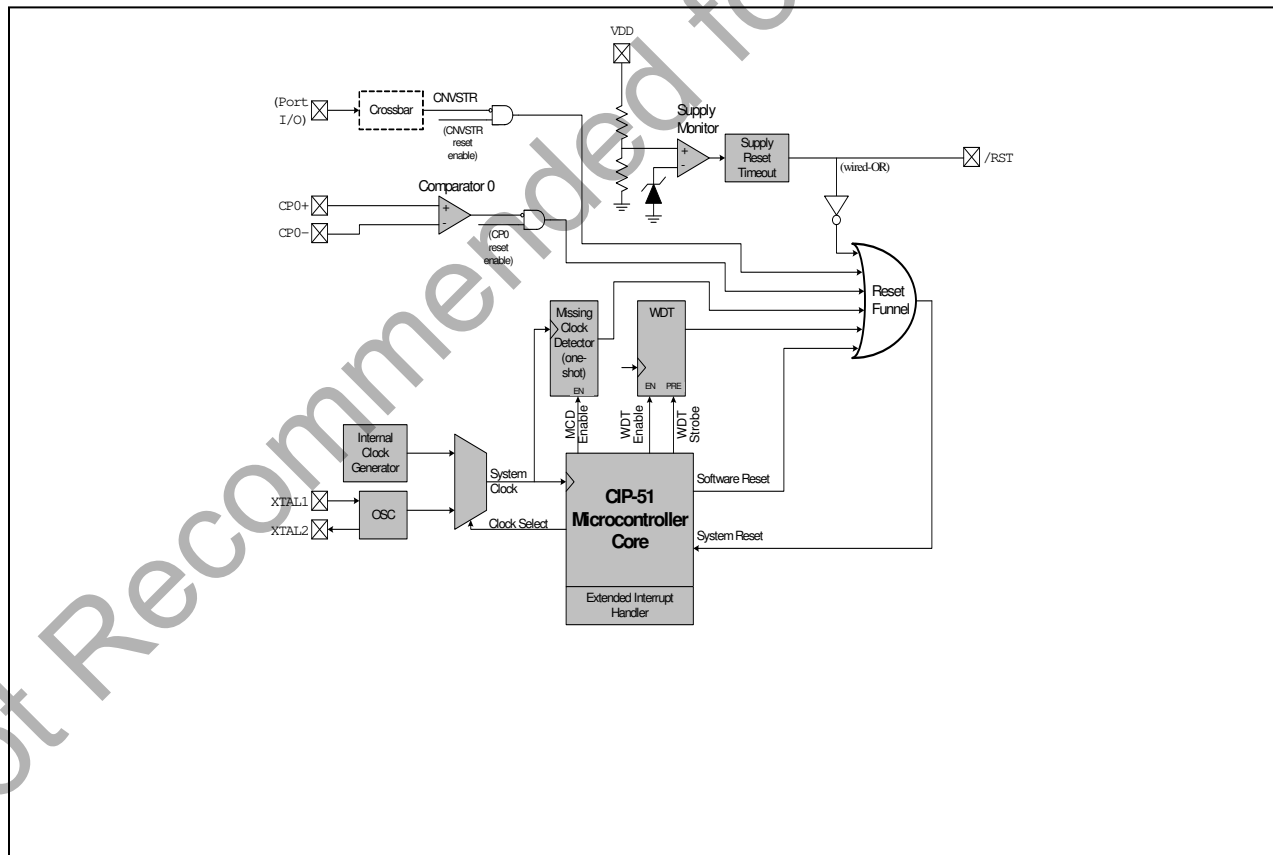 VDD
(Port
I/O)
Crossbar
CNVSTR
(CNVSTR
reset
enable)
Supply
Monitor
+
-
Supply
Reset
Timeout
(wired-OR)
/RST
Comparator 0
CP0+
CP0-
+
-
(CP0
reset
enable)
Reset
Funnel
Missing
Clock
Detector
(one-
shot)
EN
WDT
EN PRE
MCD
Enable
WDT
Enable
WDT
Strobe
Internal
Clock
Generator
System
Clock
XTAL1
XTAL2
OSC
Clock Select
CIP-51
Microcontroller
Core
Software Reset
System Reset
Extended Interrupt
Handler
ot Recommended fo